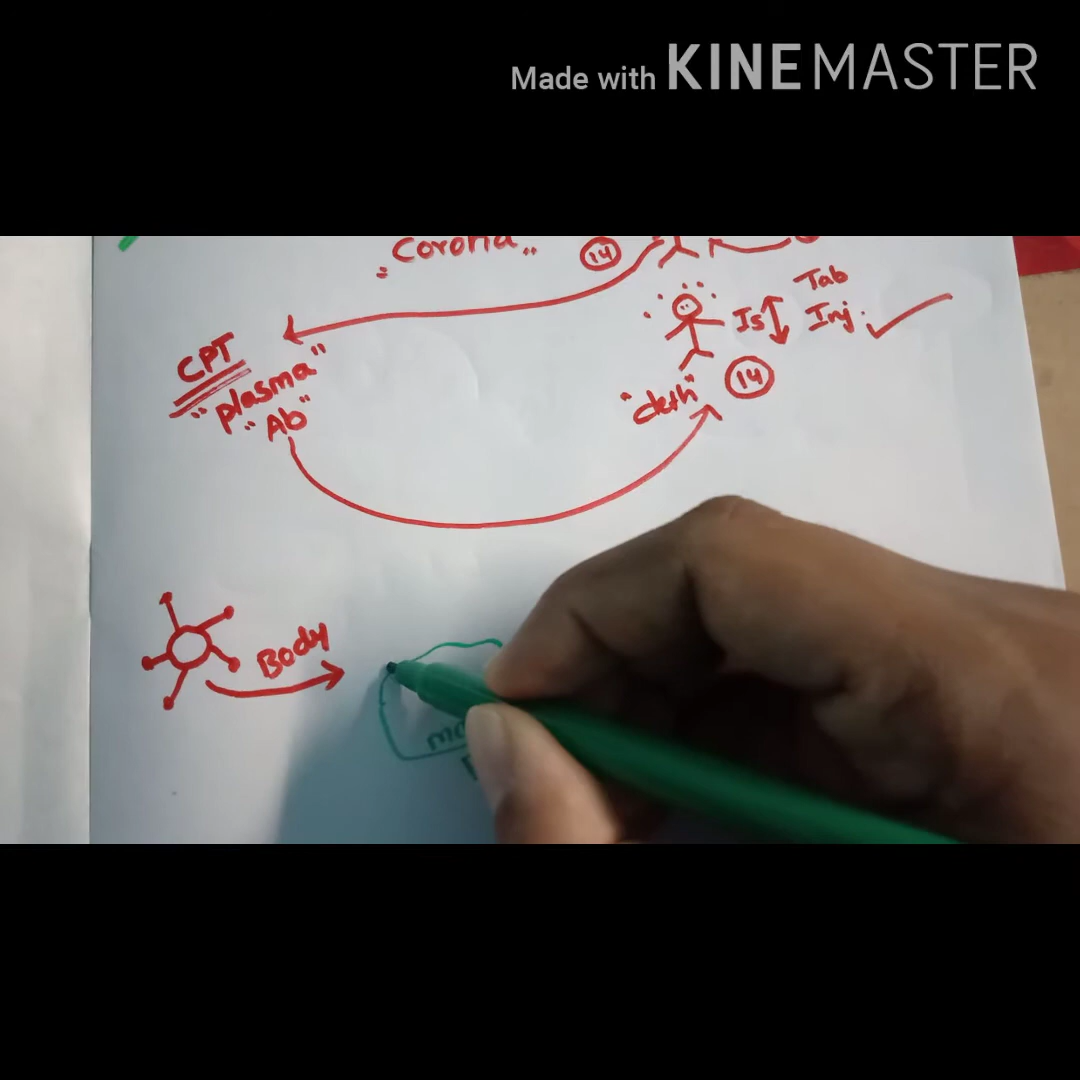 Made with KINEMASTER
"Corona"
14
Tab
Is Inj.
CPT
"plasma"
"Ab"
14
"deth"
Body